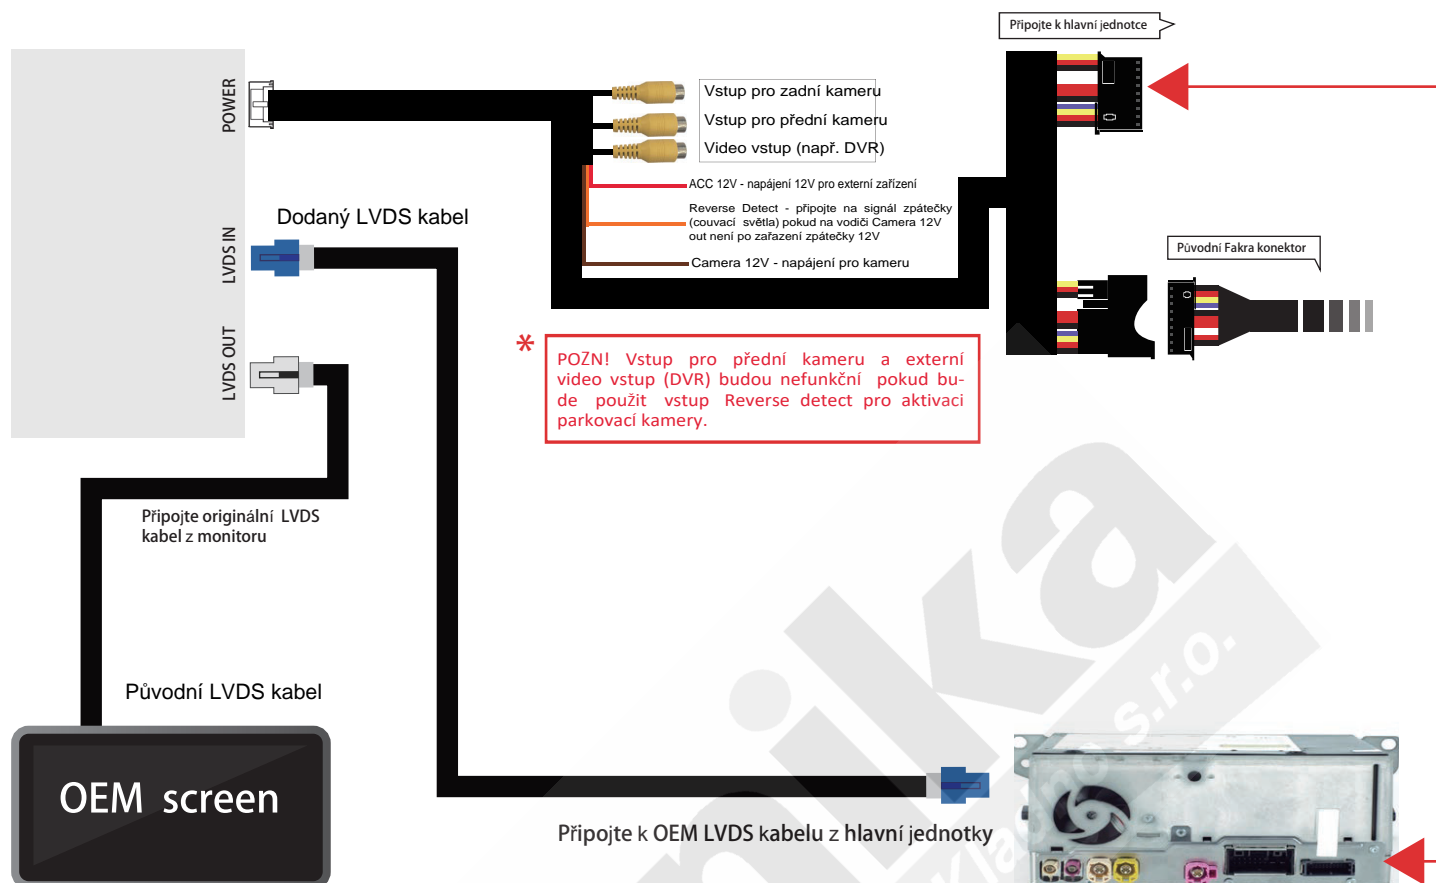 Připojte k hlavní jednotce
POWER
Vstup pro zadní kameru
Vstup pro přední kameru
Video vstup (např. DVR)
ACC 12V - napájení 12V pro externí zařízení
Reverse Detect - připojte na signál zpátečky
(couvací světla) pokud na vodiči Camera 12V
out není po zařazení zpátečky 12V
Camera 12V - napájení pro kameru
Dodaný LVDS kabel
LVDS IN
Původní Fakra konektor
LVDS OUT
*
POZN! Vstup pro přední kameru a externí
video vstup (DVR) budou nefunkční pokud bu-
de použit vstup Reverse detect pro aktivaci
parkovací kamery.
Připojte originální LVDS
kabel z monitoru
Původní LVDS kabel
OEM screen
Připojte k OEM LVDS kabelu z hlavní jednotky
nika
s.r.o.